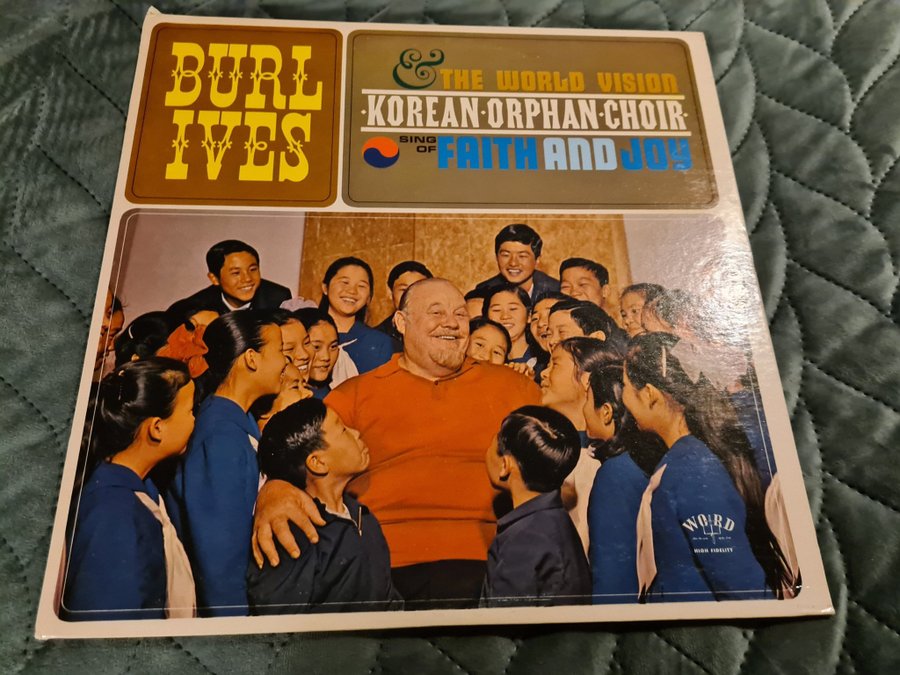 BURL
IVES
& THE WORLD VISION
KOREAN·ORPHAN·CHOIR
SING
OF
FAITH AND JOY
WORD
HIGH FIDELITY